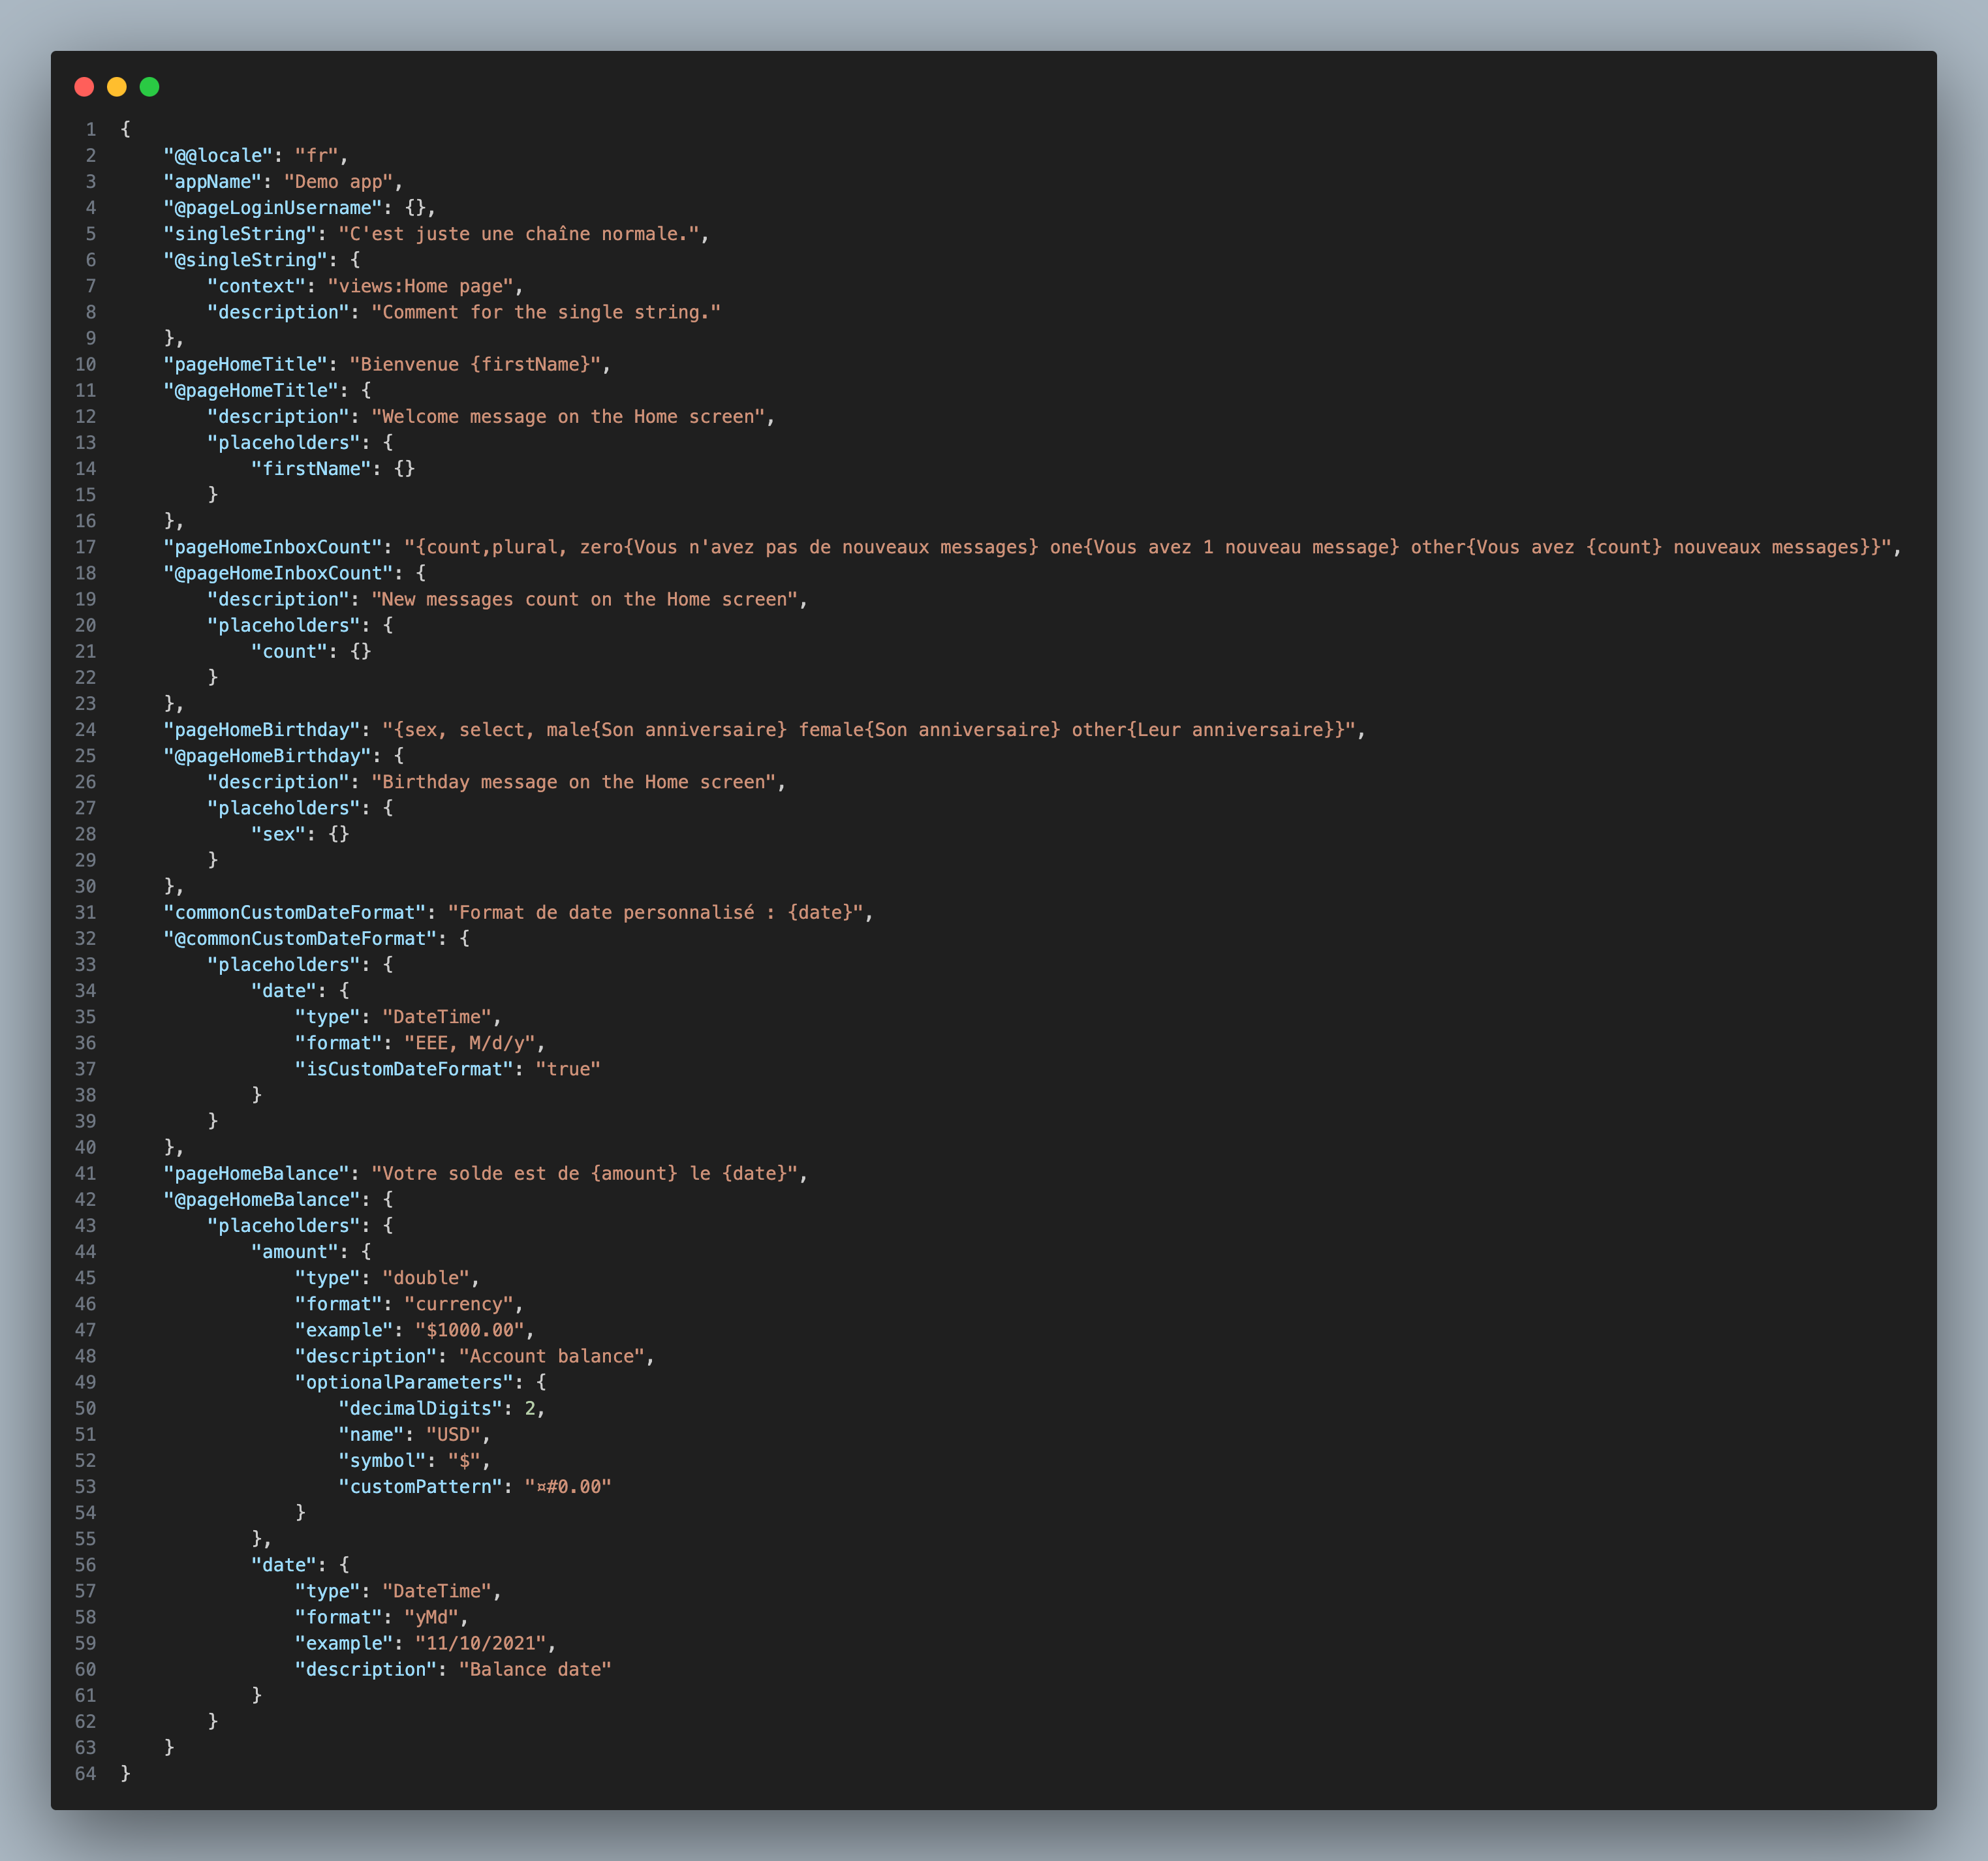 1 {
2     "@@locale": "fr",
3     "appName": "Demo app",
4     "@pageLoginUsername": {},
5     "singleString": "C'est juste une chaîne normale.",
6     "@singleString": {
7         "context": "views:Home page",
8         "description": "Comment for the single string."
9     },
10     "pageHomeTitle": "Bienvenue {firstName}",
11     "@pageHomeTitle": {
12         "description": "Welcome message on the Home screen",
13         "placeholders": {
14             "firstName": {}
15         }
16     },
17     "pageHomeInboxCount": "{count,plural, zero{Vous n'avez pas de nouveaux messages} one{Vous avez 1 nouveau message} other{Vous avez {count} nouveaux messages}}",
18     "@pageHomeInboxCount": {
19         "description": "New messages count on the Home screen",
20         "placeholders": {
21             "count": {}
22         }
23     },
24     "pageHomeBirthday": "{sex, select, male{Son anniversaire} female{Son anniversaire} other{Leur anniversaire}}",
25     "@pageHomeBirthday": {
26         "description": "Birthday message on the Home screen",
27         "placeholders": {
28             "sex": {}
29         }
30     },
31     "commonCustomDateFormat": "Format de date personnalisé : {date}",
32     "@commonCustomDateFormat": {
33         "placeholders": {
34             "date": {
35                 "type": "DateTime",
36                 "format": "EEE, M/d/y",
37                 "isCustomDateFormat": "true"
38             }
39         }
40     },
41     "pageHomeBalance": "Votre solde est de {amount} le {date}",
42     "@pageHomeBalance": {
43         "placeholders": {
44             "amount": {
45                 "type": "double",
46                 "format": "currency",
47                 "example": "$1000.00",
48                 "description": "Account balance",
49                 "optionalParameters": {
50                     "decimalDigits": 2,
51                     "name": "USD",
52                     "symbol": "$",
53                     "customPattern": "¤#0.00"
54                 }
55             },
56             "date": {
57                 "type": "DateTime",
58                 "format": "yMd",
59                 "example": "11/10/2021",
60                 "description": "Balance date"
61             }
62         }
63     }
64 }